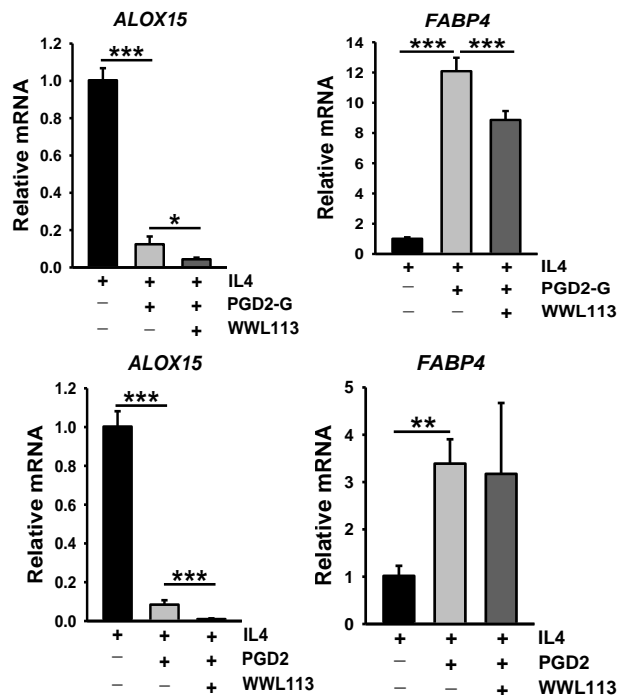 ALOX15
Relative mRNA
1.2
1.0
0.8
0.6
0.4
0.2
0.0
***
*
+ + + IL4
– + + PGD2-G
– – + WWL113
FABP4
Relative mRNA
14
12
10
8
6
4
2
0
*** ***
+ + + IL4
– + + PGD2-G
– – + WWL113
ALOX15
Relative mRNA
1.2
1.0
0.8
0.6
0.4
0.2
0.0
***
***
+ + + IL4
– + + PGD2
– – + WWL113
FABP4
Relative mRNA
5
4
3
2
1
0
**
+ + + IL4
– + + PGD2
– – + WWL113